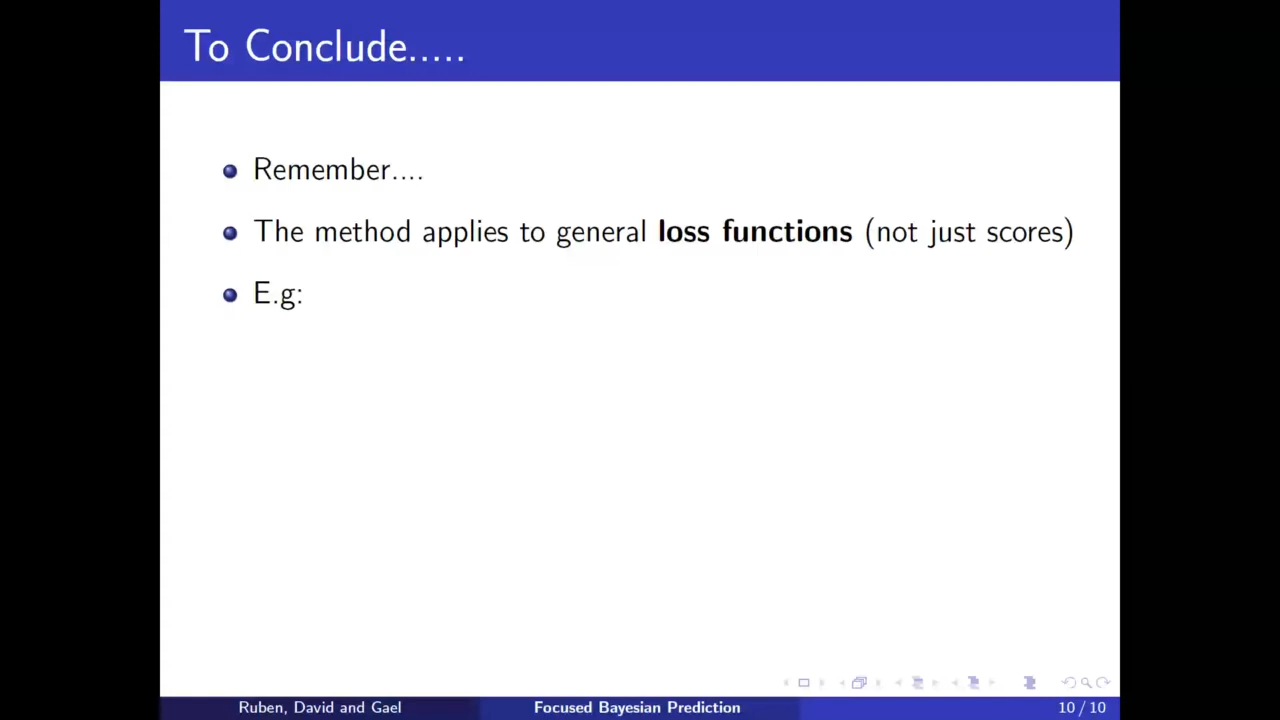 To Conclude.....
Remember....
The method applies to general loss functions (not just scores)
E.g:
Ruben, David and Gael
Focused Bayesian Prediction
10 / 10